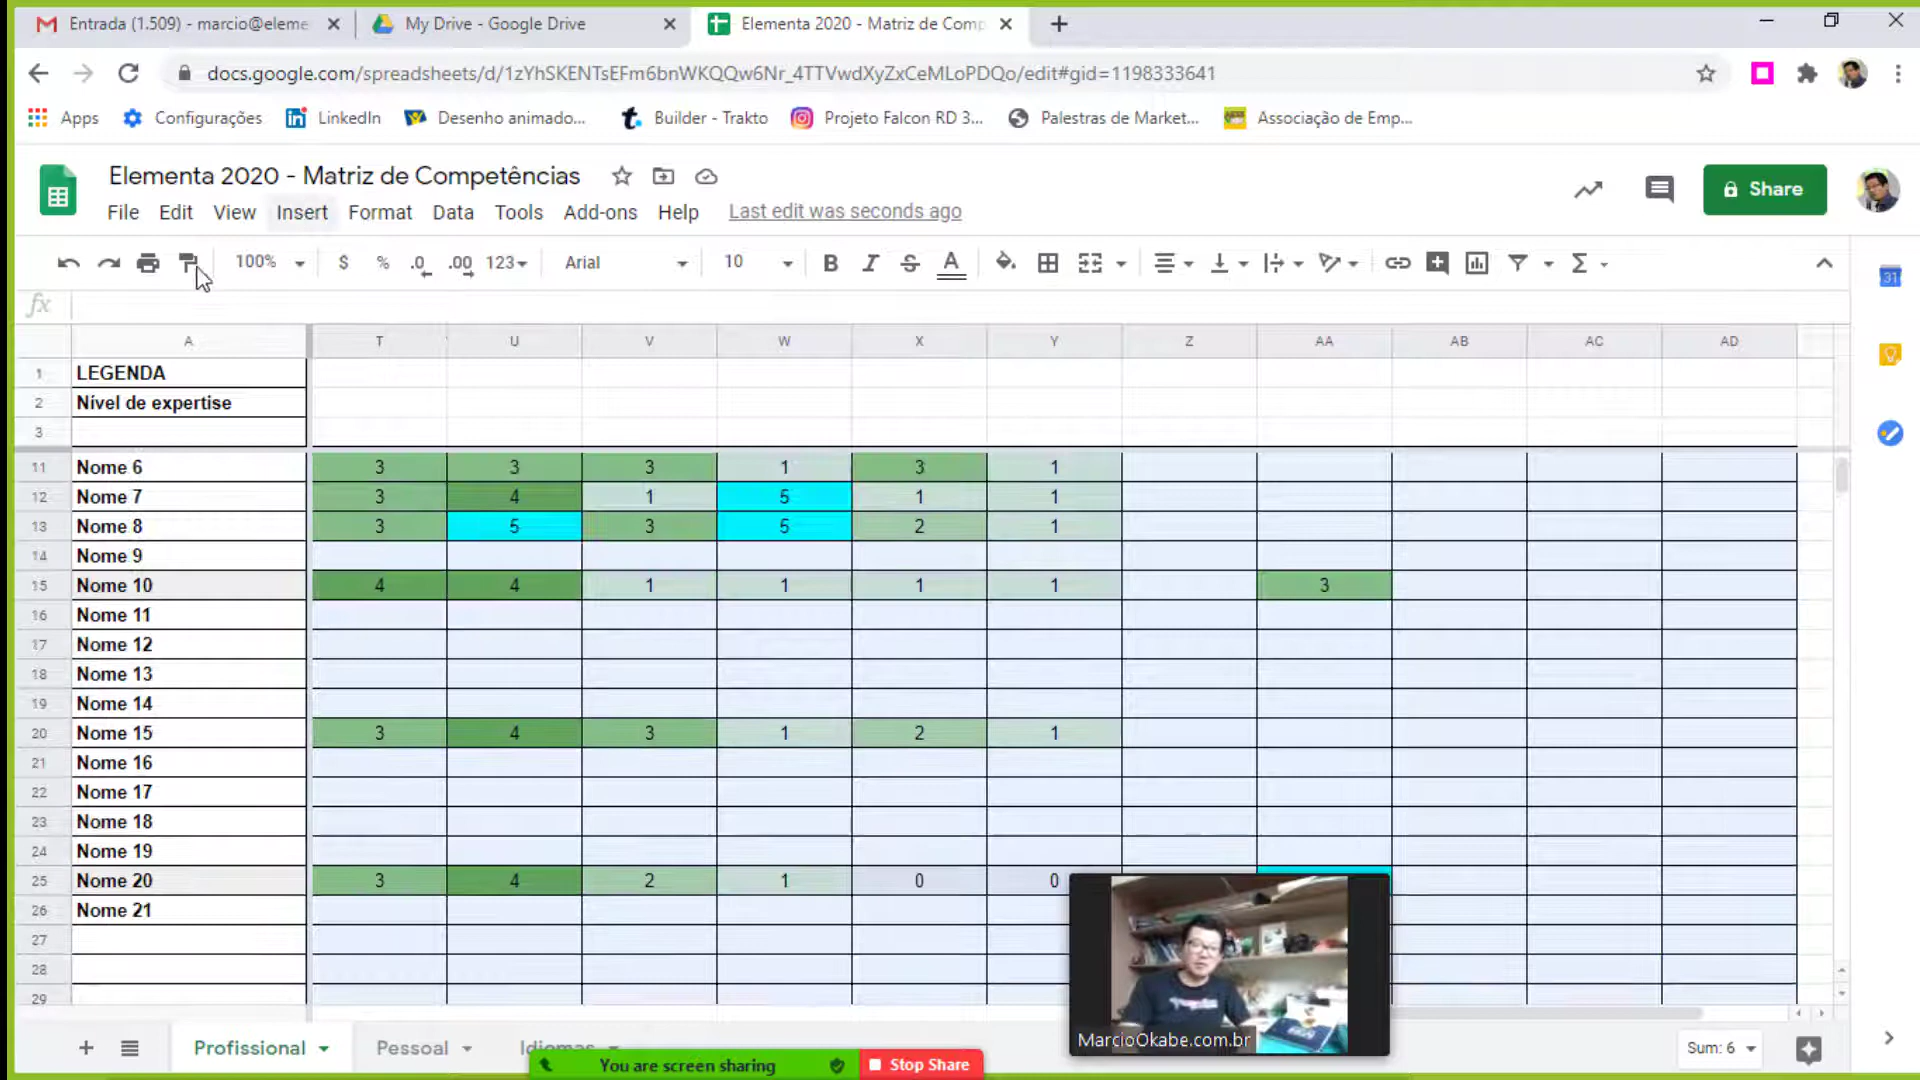 Entrada (1.509) - marcio@eleme
My Drive - Google Drive
Elementa 2020 - Matriz de Comp
docs.google.com/spreadsheets/d/1zYhSKENTsEFm6bnWKQQw6Nr_4TTVwdXyZxCeMLoPDQo/edit#gid=1198333641
Apps Configurações LinkedIn Desenho animado... Builder - Trakto Projeto Falcon RD 3... Palestras de Market... Associação de Emp...
Elementa 2020 - Matriz de Competências
Share
File Edit View Insert Format Data Tools Add-ons Help Last edit was seconds ago
100% $ % .0 .00 123 Arial 10 B I S A Σ
31
fx
A T U V W X Y Z AA AB AC AD
1 LEGENDA
2 Nível de expertise
3
11 Nome 6 3 3 3 1 3 1
12 Nome 7 3 4 1 5 1 1
13 Nome 8 3 5 3 5 2 1
14 Nome 9
15 Nome 10 4 4 1 1 1 1 3
16 Nome 11
17 Nome 12
18 Nome 13
19 Nome 14
20 Nome 15 3 4 3 1 2 1
21 Nome 16
22 Nome 17
23 Nome 18
24 Nome 19
25 Nome 20 3 4 2 1 0 0
26 Nome 21
27
28
29
MarcioOkabe.com.br
Profissional Pessoal Idiomas
Sum: 6
You are screen sharing Stop Share